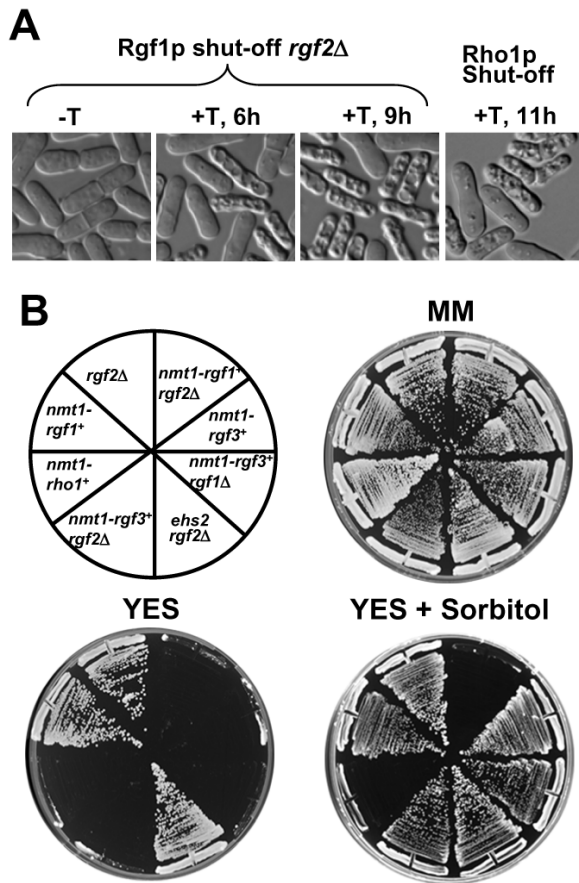 A
Rgf1p shut-off rgf2Δ
Rho1p
Shut-off
-T
+T, 6h
+T, 9h
+T, 11h
B
MM
rgf2Δ
nmt1-rgf1⁺
rgf2Δ
nmt1-
rgf1⁺
nmt1-
rgf3⁺
nmt1-
rho1⁺
nmt1-rgf3⁺
rgf1Δ
nmt1-rgf3⁺
rgf2Δ
ehs2
rgf2Δ
YES
YES + Sorbitol